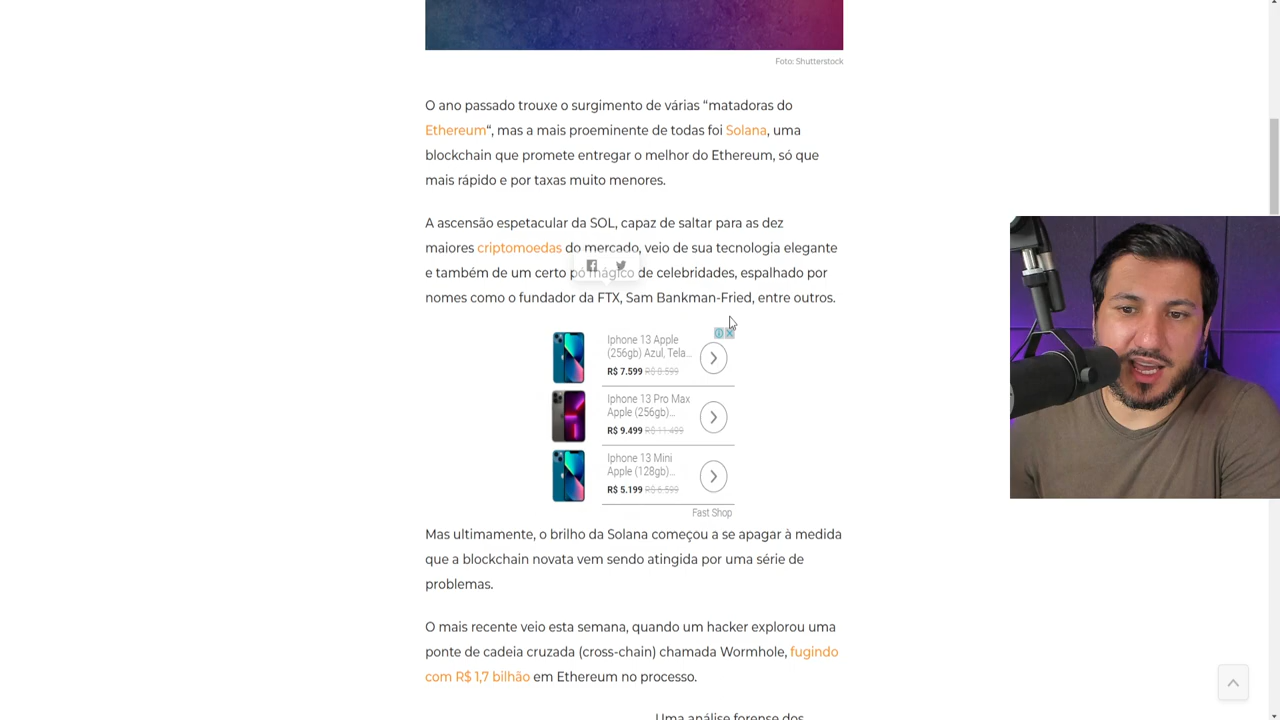 Foto: Shutterstock
O ano passado trouxe o surgimento de várias “matadoras do
Ethereum“, mas a mais proeminente de todas foi Solana, uma
blockchain que promete entregar o melhor do Ethereum, só que
mais rápido e por taxas muito menores.
A ascensão espetacular da SOL, capaz de saltar para as dez
maiores criptomoedas do mercado, veio de sua tecnologia elegante
e também de um certo pó mágico de celebridades, espalhado por
nomes como o fundador da FTX, Sam Bankman-Fried, entre outros.
Iphone 13 Apple
(256gb) Azul, Tela...
R$ 7.599 R$ 8.599
Iphone 13 Pro Max
Apple (256gb)...
R$ 9.499 R$ 11.499
Iphone 13 Mini
Apple (128gb)...
R$ 5.199 R$ 6.599
Fast Shop
Mas ultimamente, o brilho da Solana começou a se apagar à medida
que a blockchain novata vem sendo atingida por uma série de
problemas.
O mais recente veio esta semana, quando um hacker explorou uma
ponte de cadeia cruzada (cross-chain) chamada Wormhole, fugindo
com R$ 1,7 bilhão em Ethereum no processo.
Uma análise forense dos